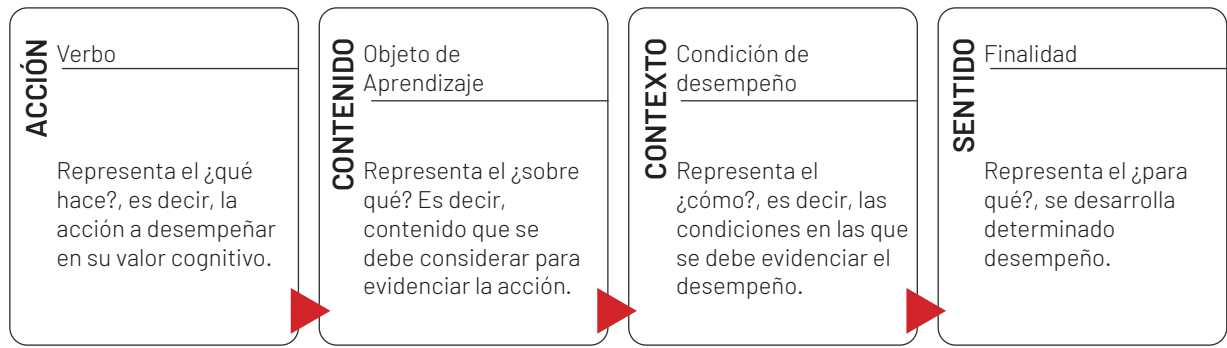 ACCIÓN
Verbo
Representa el ¿qué
hace?, es decir, la
acción a desempeñar
en su valor cognitivo.
CONTENIDO
Objeto de
Aprendizaje
Representa el ¿sobre
qué? Es decir,
contenido que se
debe considerar para
evidenciar la acción.
CONTEXTO
Condición de
desempeño
Representa el
¿cómo?, es decir, las
condiciones en las que
se debe evidenciar el
desempeño.
SENTIDO
Finalidad
Representa el ¿para
qué?, se desarrolla
determinado
desempeño.